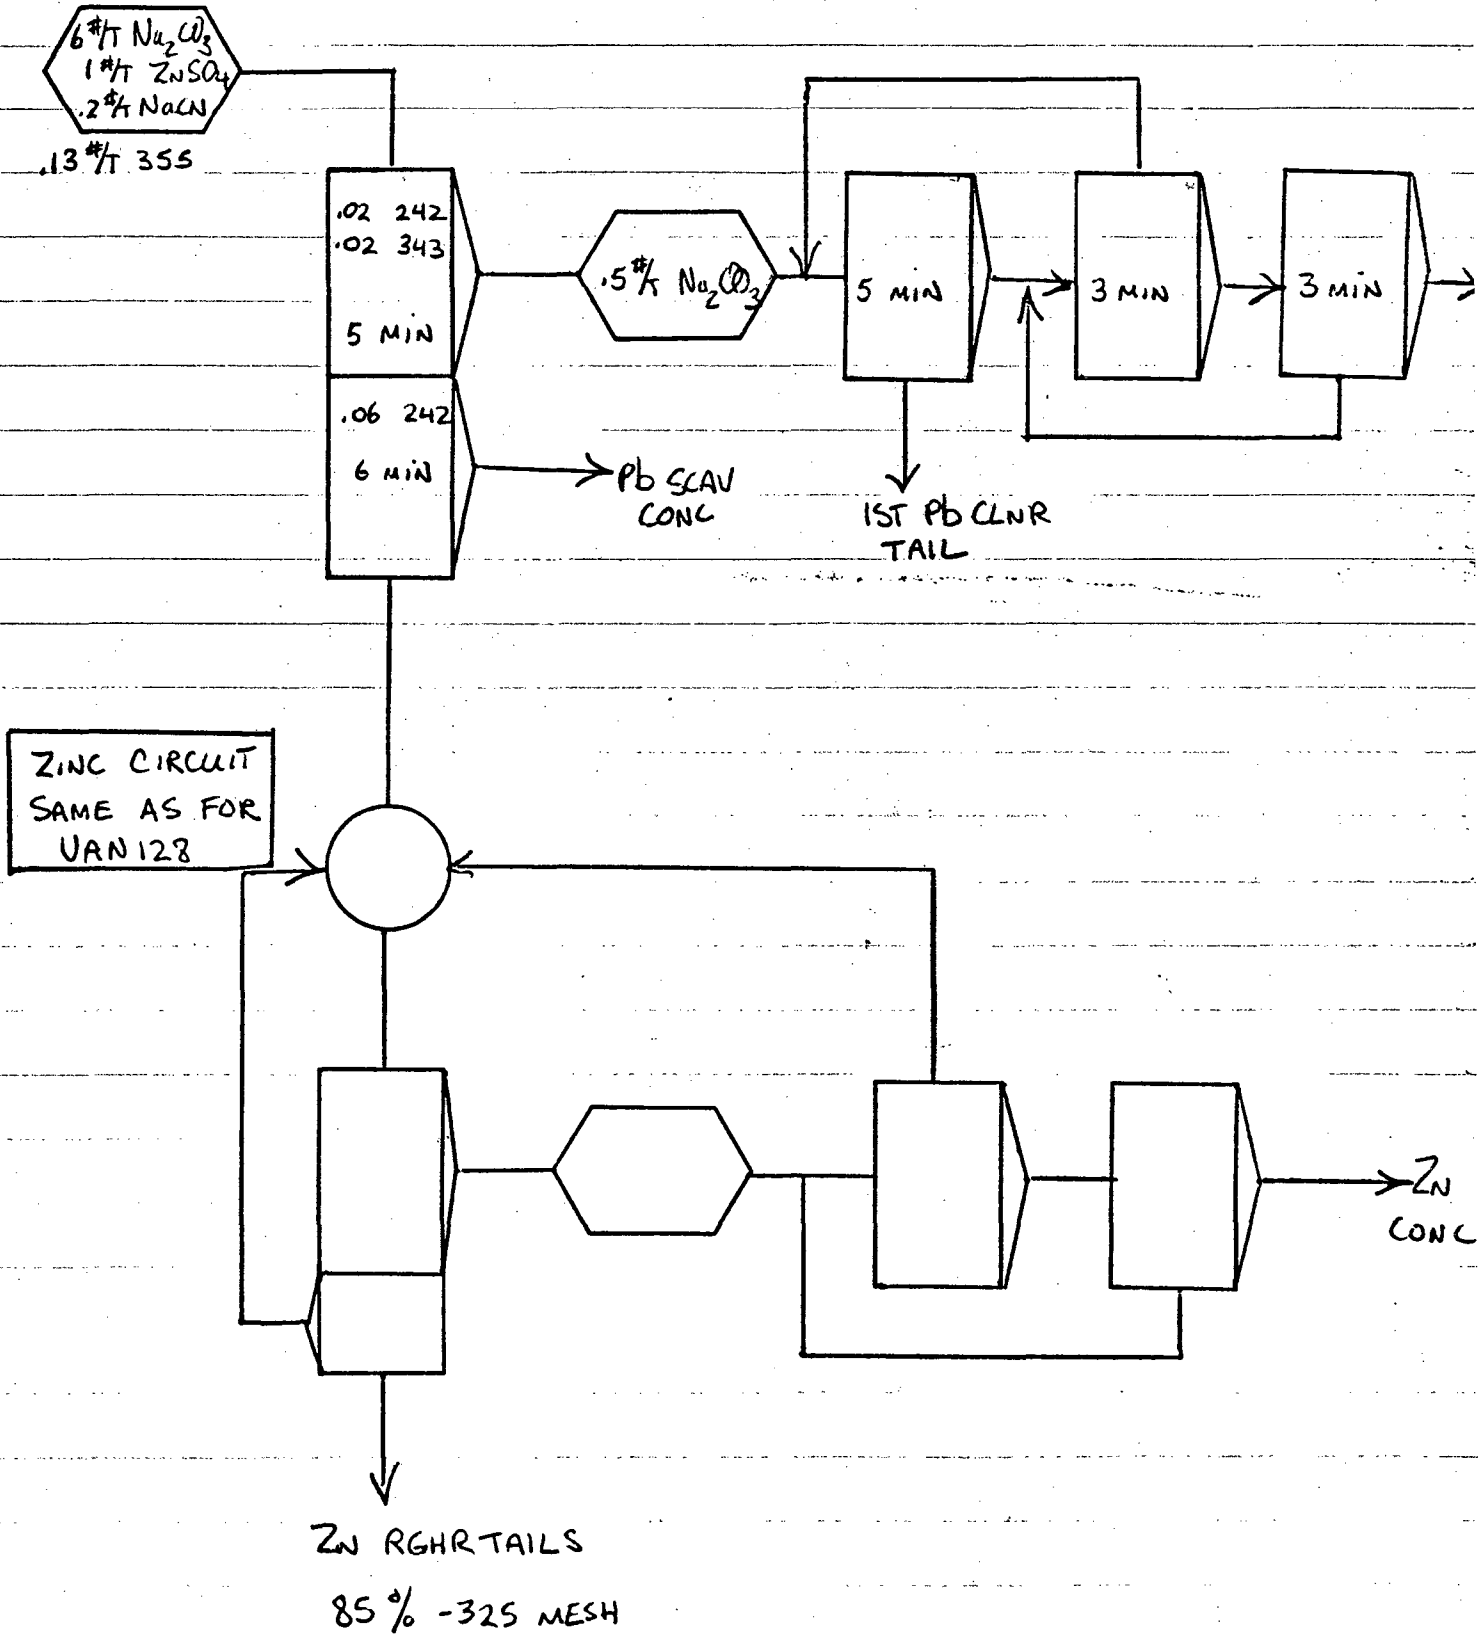 6 #/T Na2CO3
1 #/T ZNSO4
.2 #/T NaCN
.13 #/T 355
.02 242
.02 343
5 MIN
.06 242
6 MIN
.5 #/T Na2CO3
5 MIN
3 MIN
3 MIN
Pb SCAV
CONC
1ST Pb CLNR
TAIL
ZINC CIRCUIT
SAME AS FOR
VAN 128
ZN
CONC
ZN RGHR TAILS
85 % -325 MESH